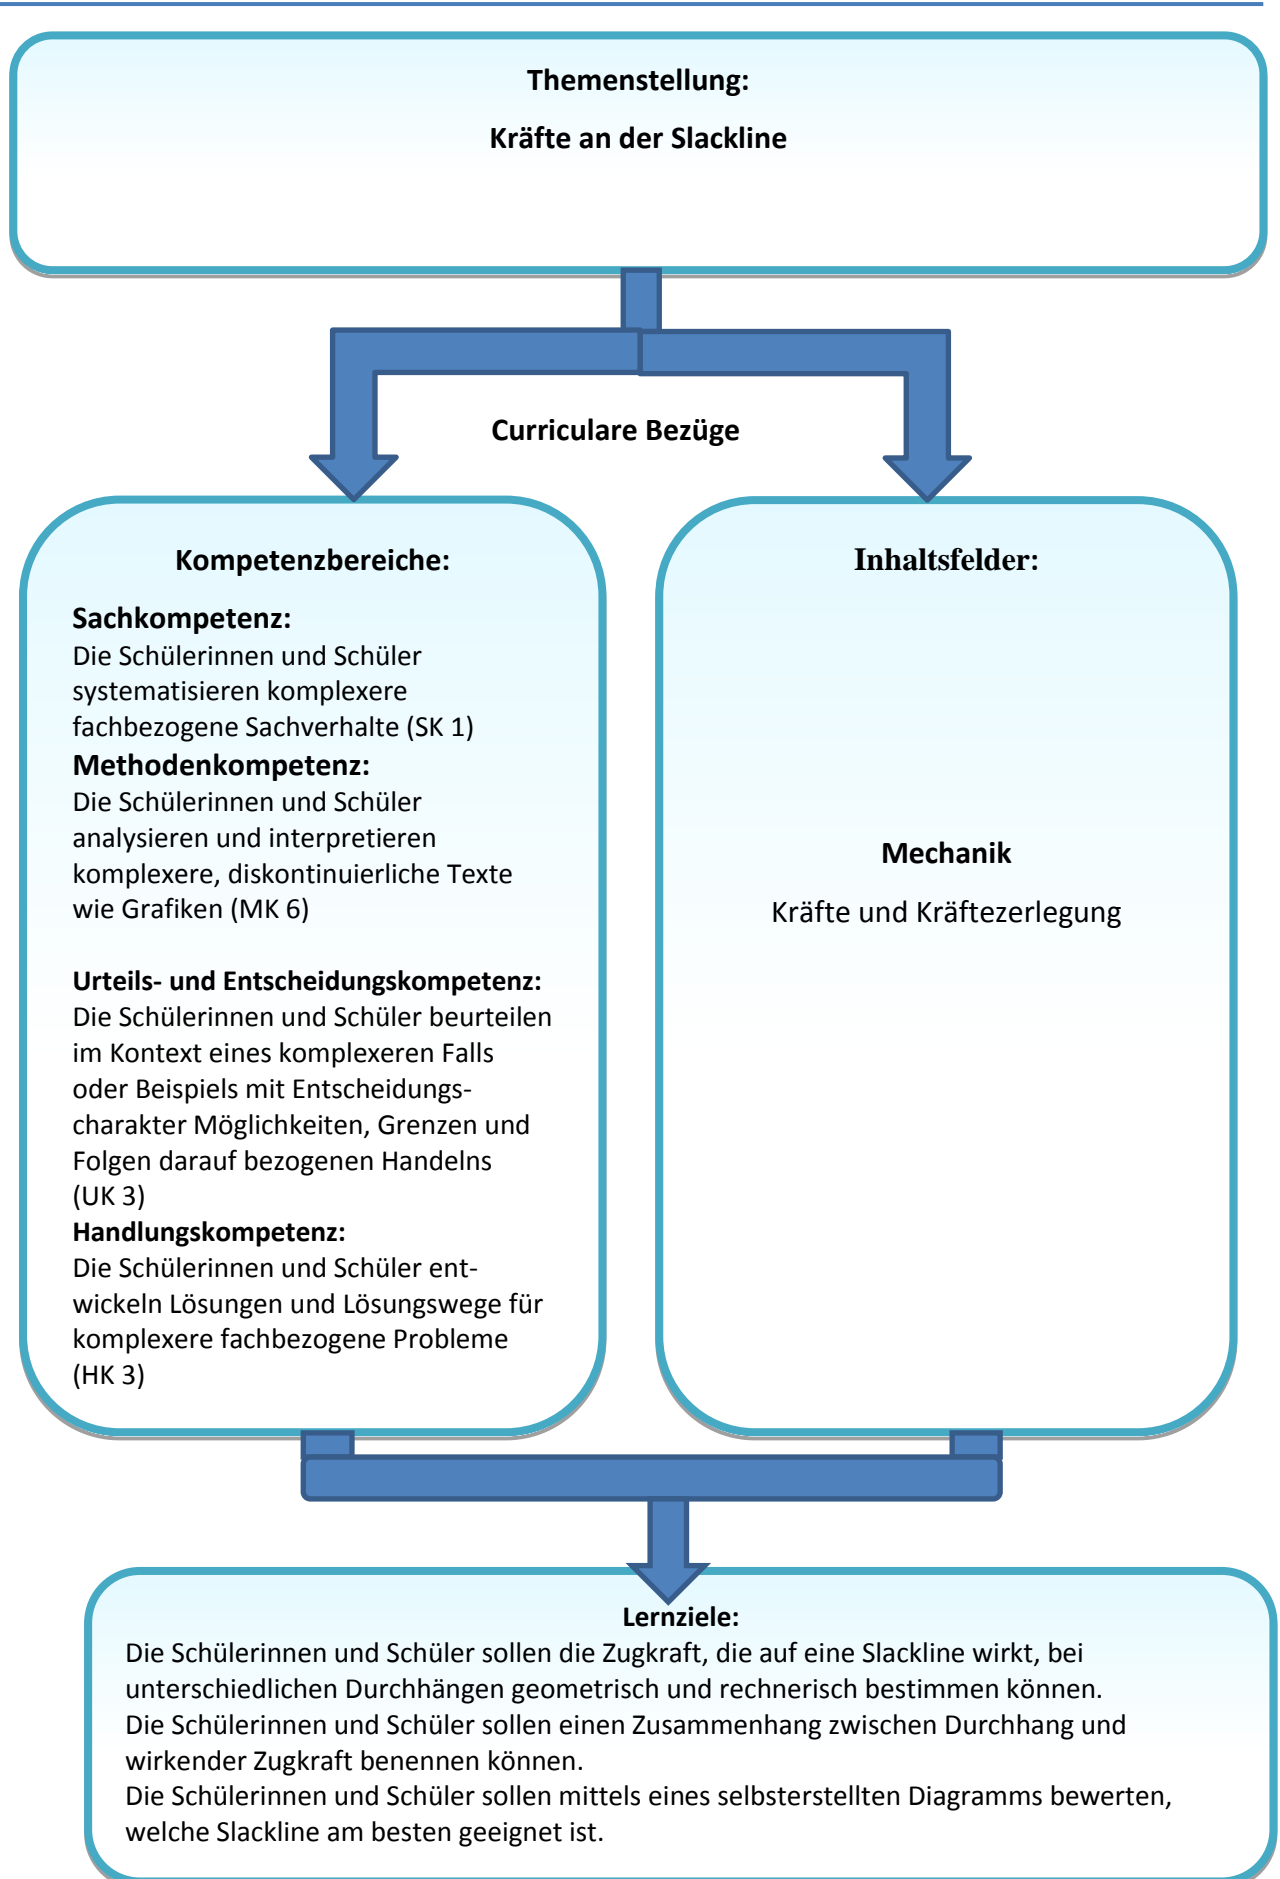 Themenstellung:
Kräfte an der Slackline
Curriculare Bezüge
Kompetenzbereiche:
Sachkompetenz:
Die Schülerinnen und Schüler
systematisieren komplexere
fachbezogene Sachverhalte (SK 1)
Methodenkompetenz:
Die Schülerinnen und Schüler
analysieren und interpretieren
komplexere, diskontinuierliche Texte
wie Grafiken (MK 6)
Urteils- und Entscheidungskompetenz:
Die Schülerinnen und Schüler beurteilen
im Kontext eines komplexeren Falls
oder Beispiels mit Entscheidungs-
charakter Möglichkeiten, Grenzen und
Folgen darauf bezogenen Handelns
(UK 3)
Handlungskompetenz:
Die Schülerinnen und Schüler ent-
wickeln Lösungen und Lösungswege für
komplexere fachbezogene Probleme
(HK 3)
Inhaltsfelder:
Mechanik
Kräfte und Kräftezerlegung
Lernziele:
Die Schülerinnen und Schüler sollen die Zugkraft, die auf eine Slackline wirkt, bei
unterschiedlichen Durchhängen geometrisch und rechnerisch bestimmen können.
Die Schülerinnen und Schüler sollen einen Zusammenhang zwischen Durchhang und
wirkender Zugkraft benennen können.
Die Schülerinnen und Schüler sollen mittels eines selbsterstellten Diagramms bewerten,
welche Slackline am besten geeignet ist.